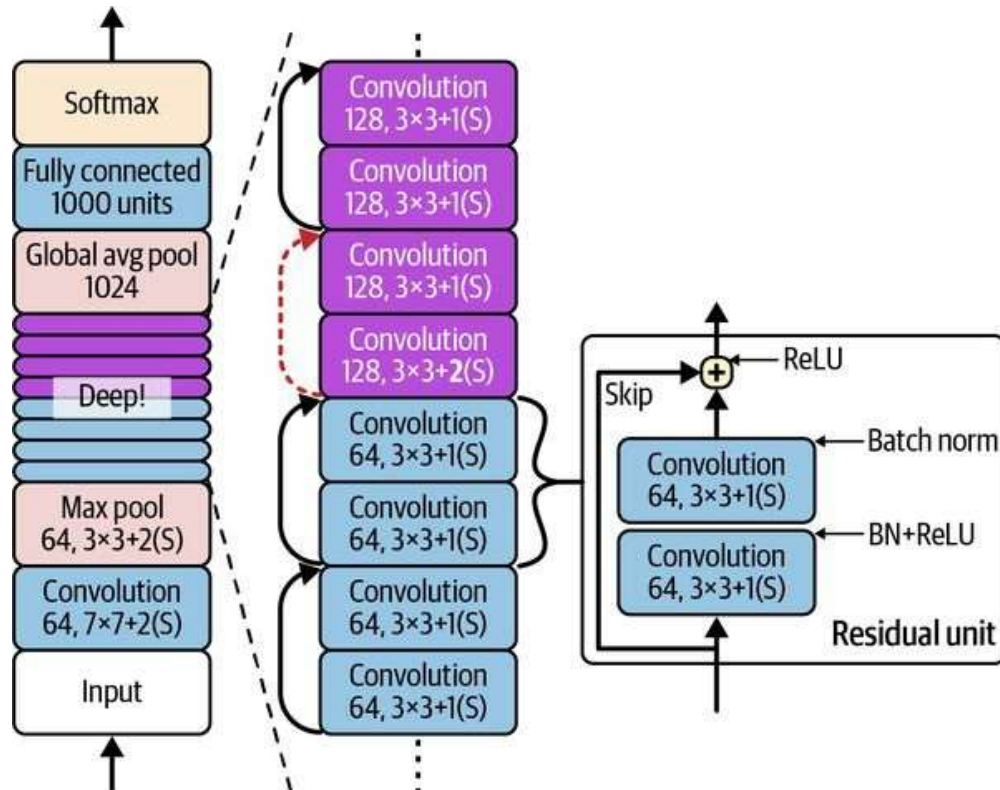 Softmax
Fully connected
1000 units
Global avg pool
1024
Deep!
Max pool
64, 3×3+2(S)
Convolution
64, 7×7+2(S)
Input
Convolution
128, 3×3+1(S)
Convolution
128, 3×3+1(S)
Convolution
128, 3×3+1(S)
Convolution
128, 3×3+2(S)
Convolution
64, 3×3+1(S)
Convolution
64, 3×3+1(S)
Convolution
64, 3×3+1(S)
Convolution
64, 3×3+1(S)
+
ReLU
Skip
Batch norm
Convolution
64, 3×3+1(S)
BN+ReLU
Convolution
64, 3×3+1(S)
Residual unit